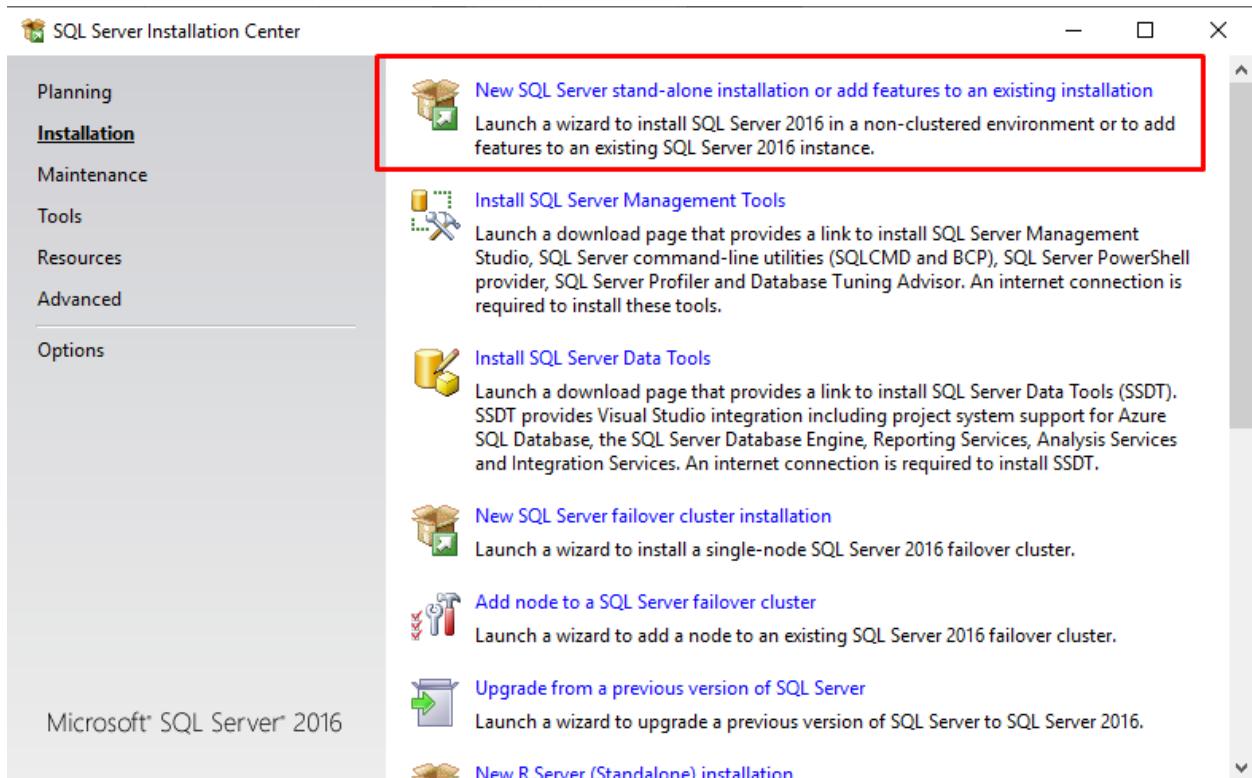 SQL Server Installation Center
Planning
Installation
Maintenance
Tools
Resources
Advanced
Options
Microsoft® SQL Server® 2016
New SQL Server stand-alone installation or add features to an existing installation
Launch a wizard to install SQL Server 2016 in a non-clustered environment or to add
features to an existing SQL Server 2016 instance.
Install SQL Server Management Tools
Launch a download page that provides a link to install SQL Server Management
Studio, SQL Server command-line utilities (SQLCMD and BCP), SQL Server PowerShell
provider, SQL Server Profiler and Database Tuning Advisor. An internet connection is
required to install these tools.
Install SQL Server Data Tools
Launch a download page that provides a link to install SQL Server Data Tools (SSDT).
SSDT provides Visual Studio integration including project system support for Azure
SQL Database, the SQL Server Database Engine, Reporting Services, Analysis Services
and Integration Services. An internet connection is required to install SSDT.
New SQL Server failover cluster installation
Launch a wizard to install a single-node SQL Server 2016 failover cluster.
Add node to a SQL Server failover cluster
Launch a wizard to add a node to an existing SQL Server 2016 failover cluster.
Upgrade from a previous version of SQL Server
Launch a wizard to upgrade a previous version of SQL Server to SQL Server 2016.
New R Server (Standalone) installation